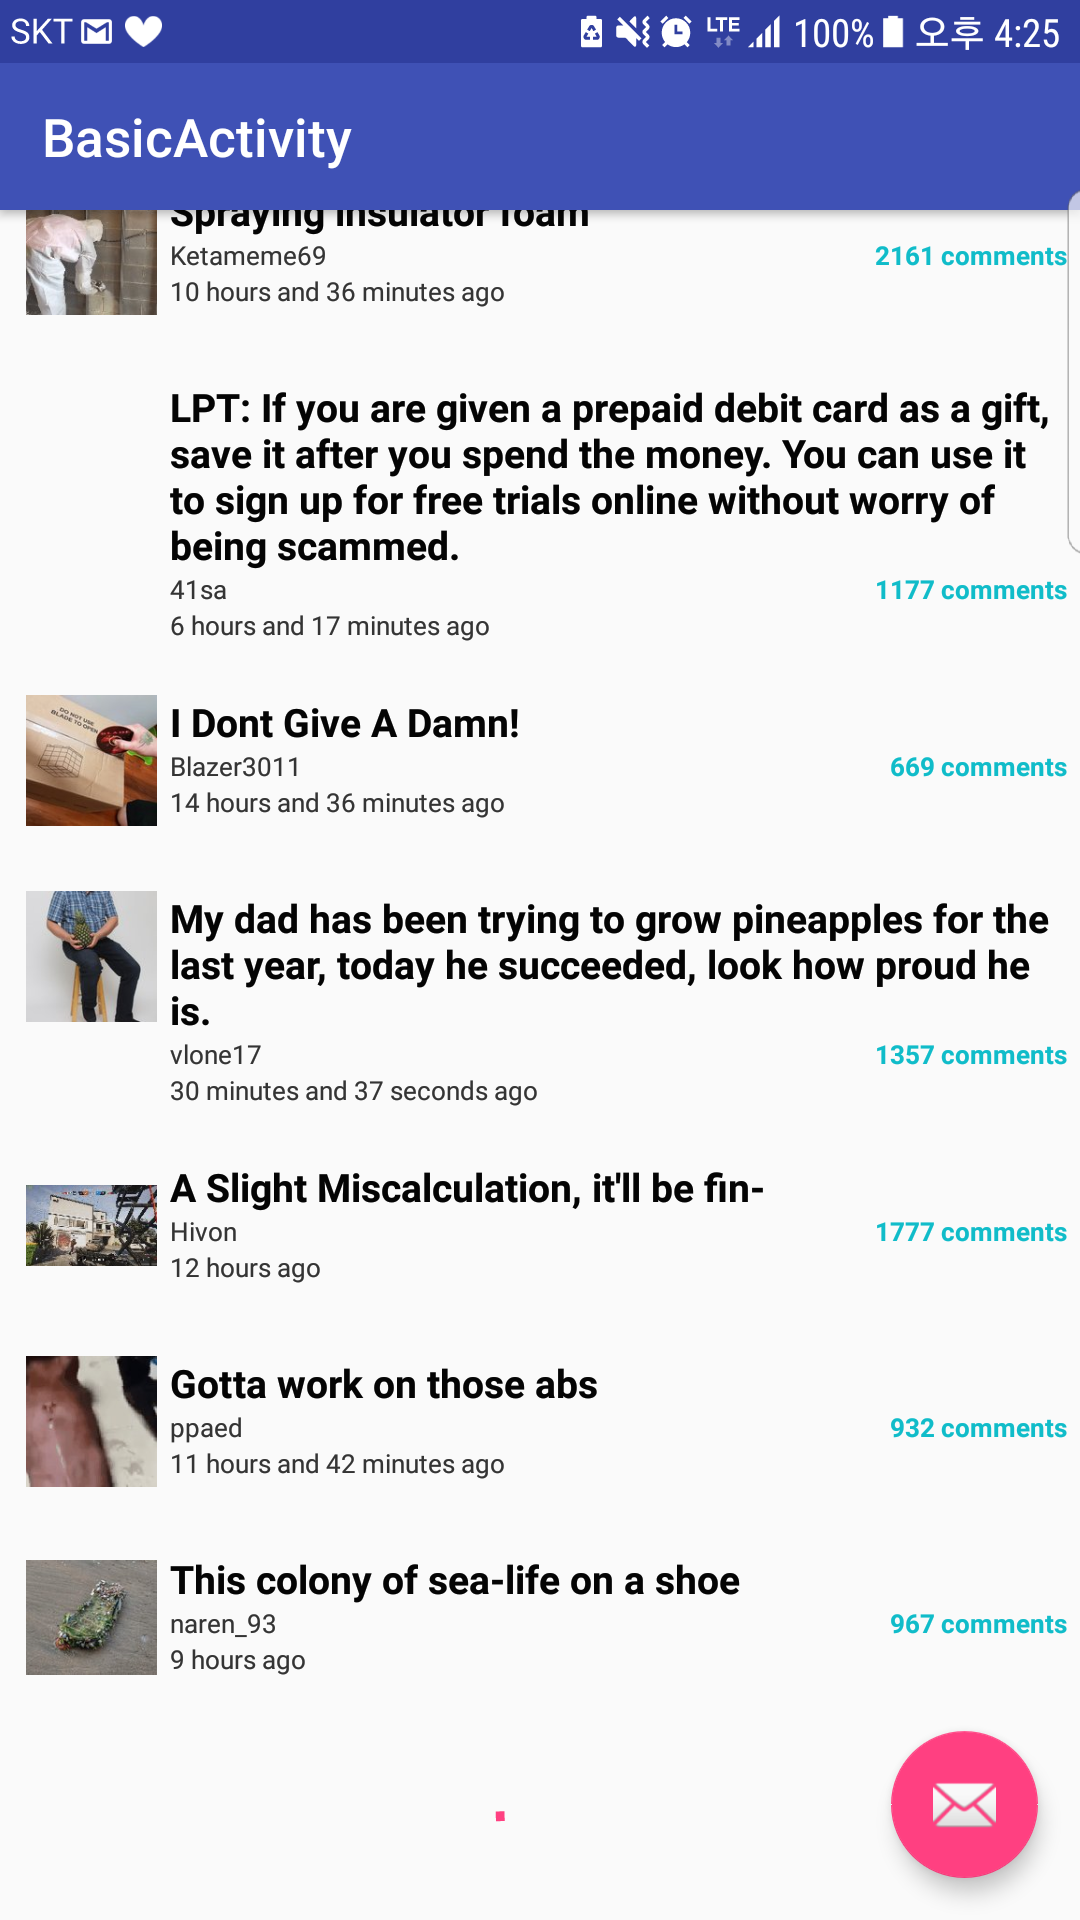 SKT LTE 100% 오후 4:25
BasicActivity
Spraying insulator foam
Ketameme69 2161 comments
10 hours and 36 minutes ago
LPT: If you are given a prepaid debit card as a gift,
save it after you spend the money. You can use it
to sign up for free trials online without worry of
being scammed.
41sa 1177 comments
6 hours and 17 minutes ago
DO NOT USE
BLADE TO OPEN
I Dont Give A Damn!
Blazer3011 669 comments
14 hours and 36 minutes ago
My dad has been trying to grow pineapples for the
last year, today he succeeded, look how proud he
is.
vlone17 1357 comments
30 minutes and 37 seconds ago
A Slight Miscalculation, it'll be fin-
Hivon 1777 comments
12 hours ago
Gotta work on those abs
ppaed 932 comments
11 hours and 42 minutes ago
This colony of sea-life on a shoe
naren_93 967 comments
9 hours ago